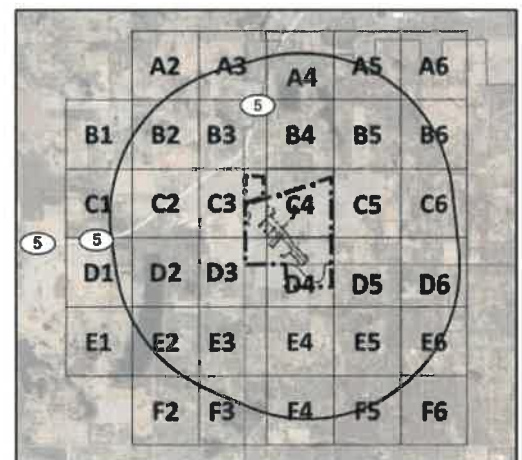 A2 A3 A4 A5 A6
5
B1 B2 B3 B4 B5 B6
C1 C2 C3 C4 C5 C6
5 5
D1 D2 D3 D4 D5 D6
E1 E2 E3 E4 E5 E6
F2 F3 F4 F5 F6